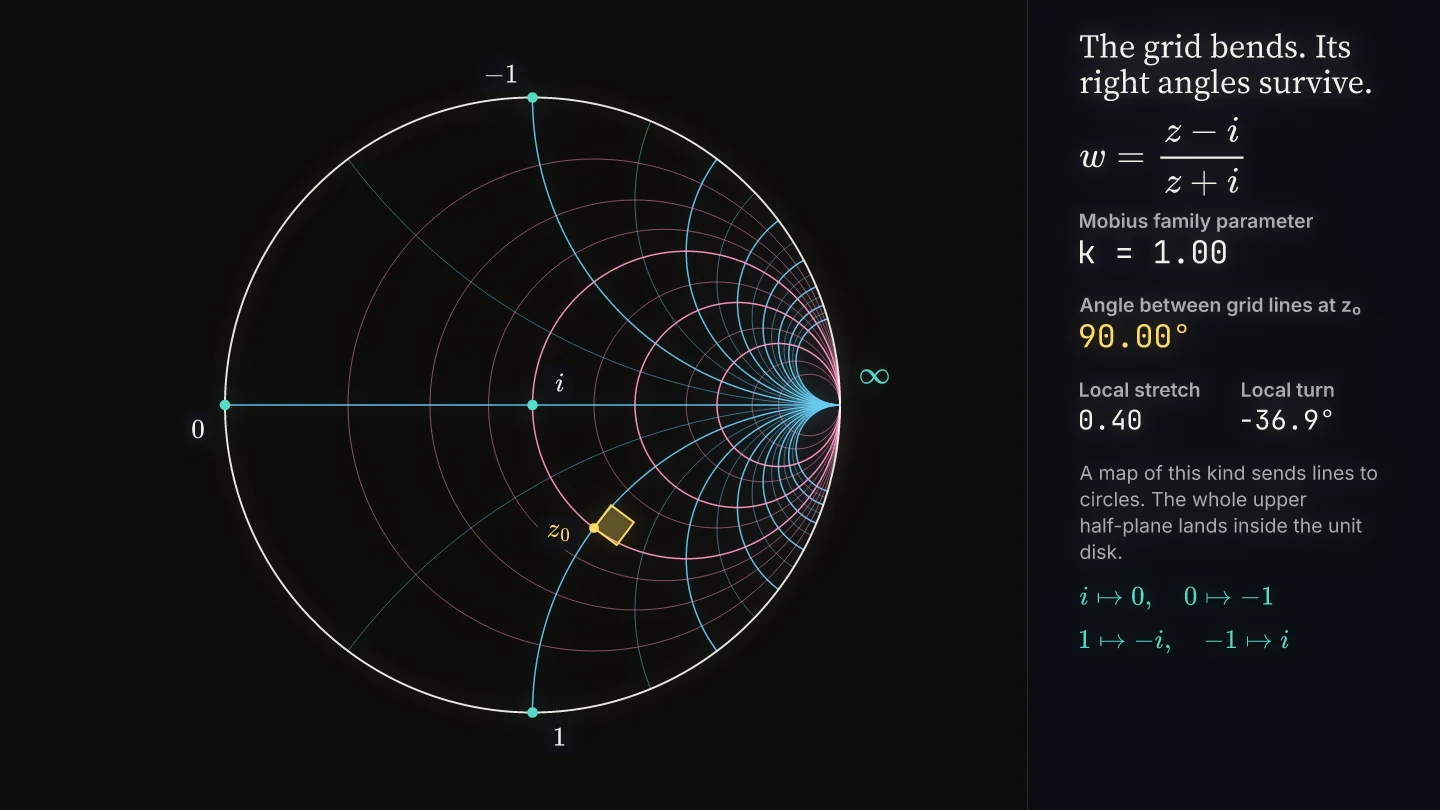 The grid bends. Its
right angles survive.
w = \frac{z - i}{z + i}
Mobius family parameter
k = 1.00
Angle between grid lines at z₀
90.00°
Local stretch
0.40
Local turn
-36.9°
A map of this kind sends lines to
circles. The whole upper
half-plane lands inside the unit
disk.
i ↦ 0, 0 ↦ −1
1 ↦ −i, −1 ↦ i
−1
∞
i
0
z₀
1